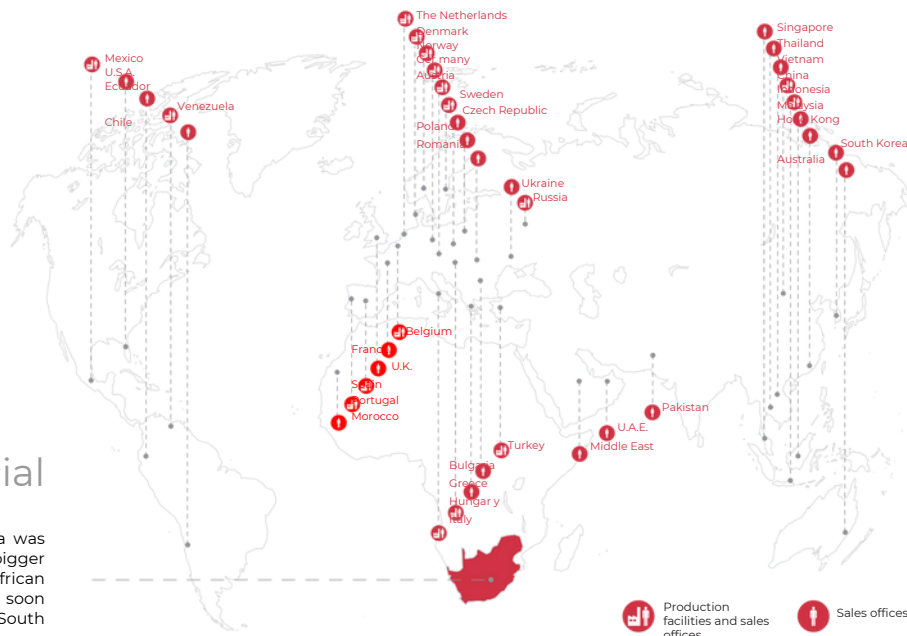 The Netherlands
Denmark
Norway
Germany
Austria
Sweden
Czech Republic
Poland
Romania
Ukraine
Russia
Mexico
U.S.A.
Ecuador
Venezuela
Chile
Singapore
Thailand
Vietnam
China
Indonesia
Malaysia
Hong Kong
South Korea
Australia
Belgium
France
U.K.
Spain
Portugal
Morocco
Pakistan
U.A.E.
Middle East
Turkey
Bulgaria
Greece
Hungar y
Italy
ial
a was
bigger
frican
soon
South
Production
facilities and sales
offices
Sales offices